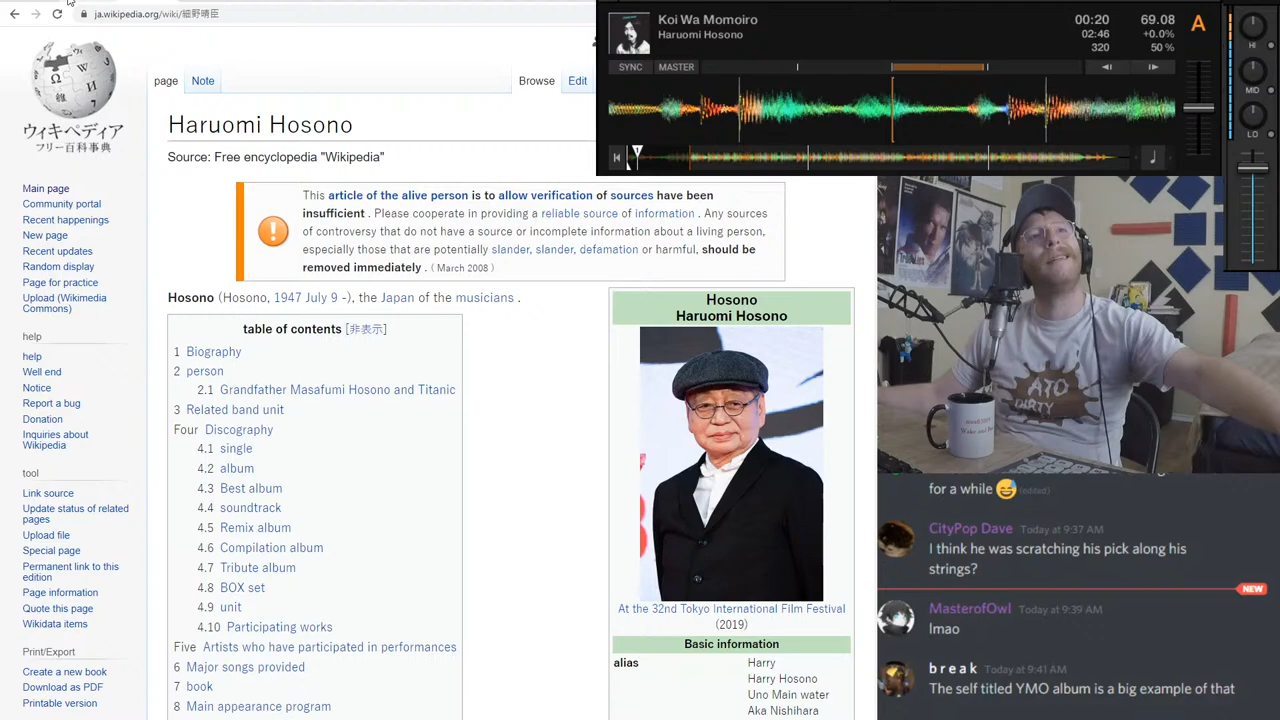 ja.wikipedia.org/wiki/細野晴臣
ウィキペディア
フリー百科事典
Main page
Community portal
Recent happenings
New page
Recent updates
Random display
Page for practice
Upload (Wikimedia
Commons)
help
help
Well end
Notice
Report a bug
Donation
Inquiries about
Wikipedia
tool
Link source
Update status of related
pages
Upload file
Special page
Permanent link to this
edition
Page information
Quote this page
Wikidata items
Print/Export
Create a new book
Download as PDF
Printable version
page
Note
Browse
Edit
Haruomi Hosono
Source: Free encyclopedia "Wikipedia"
This article of the alive person is to allow verification of sources have been
insufficient . Please cooperate in providing a reliable source of information . Any sources
of controversy that do not have a source or incomplete information about a living person,
especially those that are potentially slander, slander, defamation or harmful, should be
removed immediately . ( March 2008 )
Hosono (Hosono, 1947 July 9 -), the Japan of the musicians .
table of contents [非表示]
1 Biography
2 person
2.1 Grandfather Masafumi Hosono and Titanic
3 Related band unit
Four Discography
4.1 single
4.2 album
4.3 Best album
4.4 soundtrack
4.5 Remix album
4.6 Compilation album
4.7 Tribute album
4.8 BOX set
4.9 unit
4.10 Participating works
Five Artists who have participated in performances
6 Major songs provided
7 book
8 Main appearance program
Hosono
Haruomi Hosono
At the 32nd Tokyo International Film Festival
(2019)
Basic information
alias
Harry
Harry Hosono
Uno Main water
Aka Nishihara
Koi Wa Momoiro
Haruomi Hosono
00:20
02:46
320
69.08
+0.0%
50 %
A
SYNC
MASTER
HI
MID
LO
ATO
DIRTY
for a while 😅 (edited)
CityPop Dave Today at 9:37 AM
I think he was scratching his pick along his
strings?
NEW
MasterofOwl Today at 9:39 AM
lmao
b r e a k Today at 9:41 AM
The self titled YMO album is a big example of that